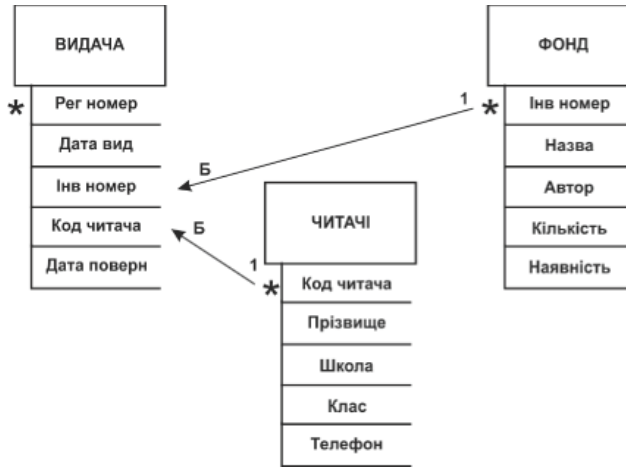 ВИДАЧА
*
Рег номер
Дата вид
Інв номер
Код читача
Дата поверн
Б
Б
1
1
ЧИТАЧІ
*
Код читача
Прізвище
Школа
Клас
Телефон
ФОНД
*
Інв номер
Назва
Автор
Кількість
Наявність